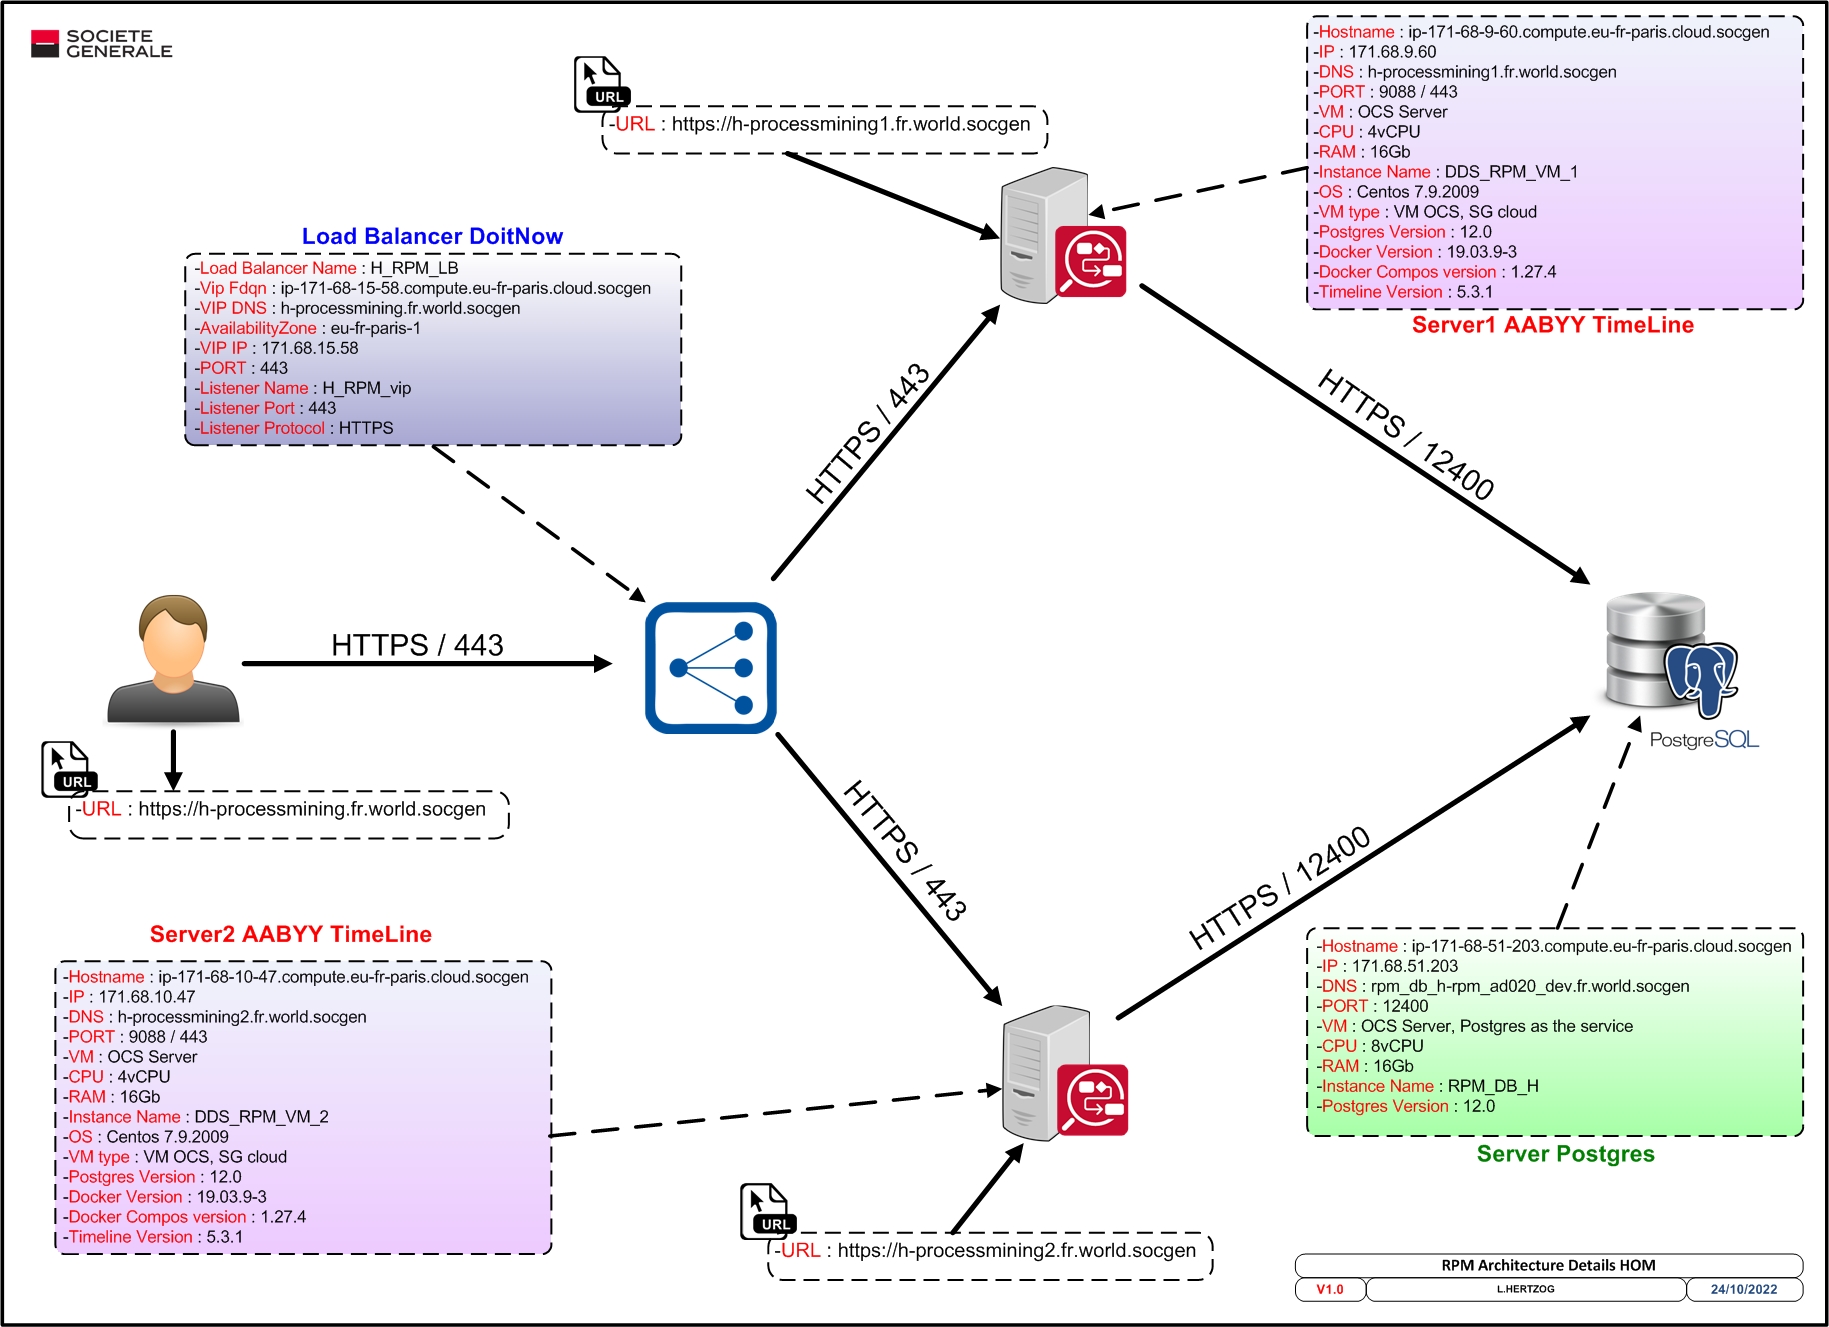 SOCIETE
GENERALE
URL
-URL : https://h-processmining1.fr.world.socgen
-Hostname : ip-171-68-9-60.compute.eu-fr-paris.cloud.socgen
-IP : 171.68.9.60
-DNS : h-processmining1.fr.world.socgen
-PORT : 9088 / 443
-VM : OCS Server
-CPU : 4vCPU
-RAM : 16Gb
-Instance Name : DDS_RPM_VM_1
-OS : Centos 7.9.2009
-VM type : VM OCS, SG cloud
-Postgres Version : 12.0
-Docker Version : 19.03.9-3
-Docker Compos version : 1.27.4
-Timeline Version : 5.3.1
Server1 AABYY TimeLine
Load Balancer DoitNow
-Load Balancer Name : H_RPM_LB
-Vip Fdqn : ip-171-68-15-58.compute.eu-fr-paris.cloud.socgen
-VIP DNS : h-processmining.fr.world.socgen
-AvailabilityZone : eu-fr-paris-1
-VIP IP : 171.68.15.58
-PORT : 443
-Listener Name : H_RPM_vip
-Listener Port : 443
-Listener Protocol : HTTPS
HTTPS / 443
HTTPS / 12400
HTTPS / 443
PostgreSQL
URL
-URL : https://h-processmining.fr.world.socgen
HTTPS / 443
HTTPS / 12400
Server2 AABYY TimeLine
-Hostname : ip-171-68-10-47.compute.eu-fr-paris.cloud.socgen
-IP : 171.68.10.47
-DNS : h-processmining2.fr.world.socgen
-PORT : 9088 / 443
-VM : OCS Server
-CPU : 4vCPU
-RAM : 16Gb
-Instance Name : DDS_RPM_VM_2
-OS : Centos 7.9.2009
-VM type : VM OCS, SG cloud
-Postgres Version : 12.0
-Docker Version : 19.03.9-3
-Docker Compos version : 1.27.4
-Timeline Version : 5.3.1
-Hostname : ip-171-68-51-203.compute.eu-fr-paris.cloud.socgen
-IP : 171.68.51.203
-DNS : rpm_db_h-rpm_ad020_dev.fr.world.socgen
-PORT : 12400
-VM : OCS Server, Postgres as the service
-CPU : 8vCPU
-RAM : 16Gb
-Instance Name : RPM_DB_H
-Postgres Version : 12.0
Server Postgres
URL
-URL : https://h-processmining2.fr.world.socgen
RPM Architecture Details HOM
V1.0
L.HERTZOG
24/10/2022